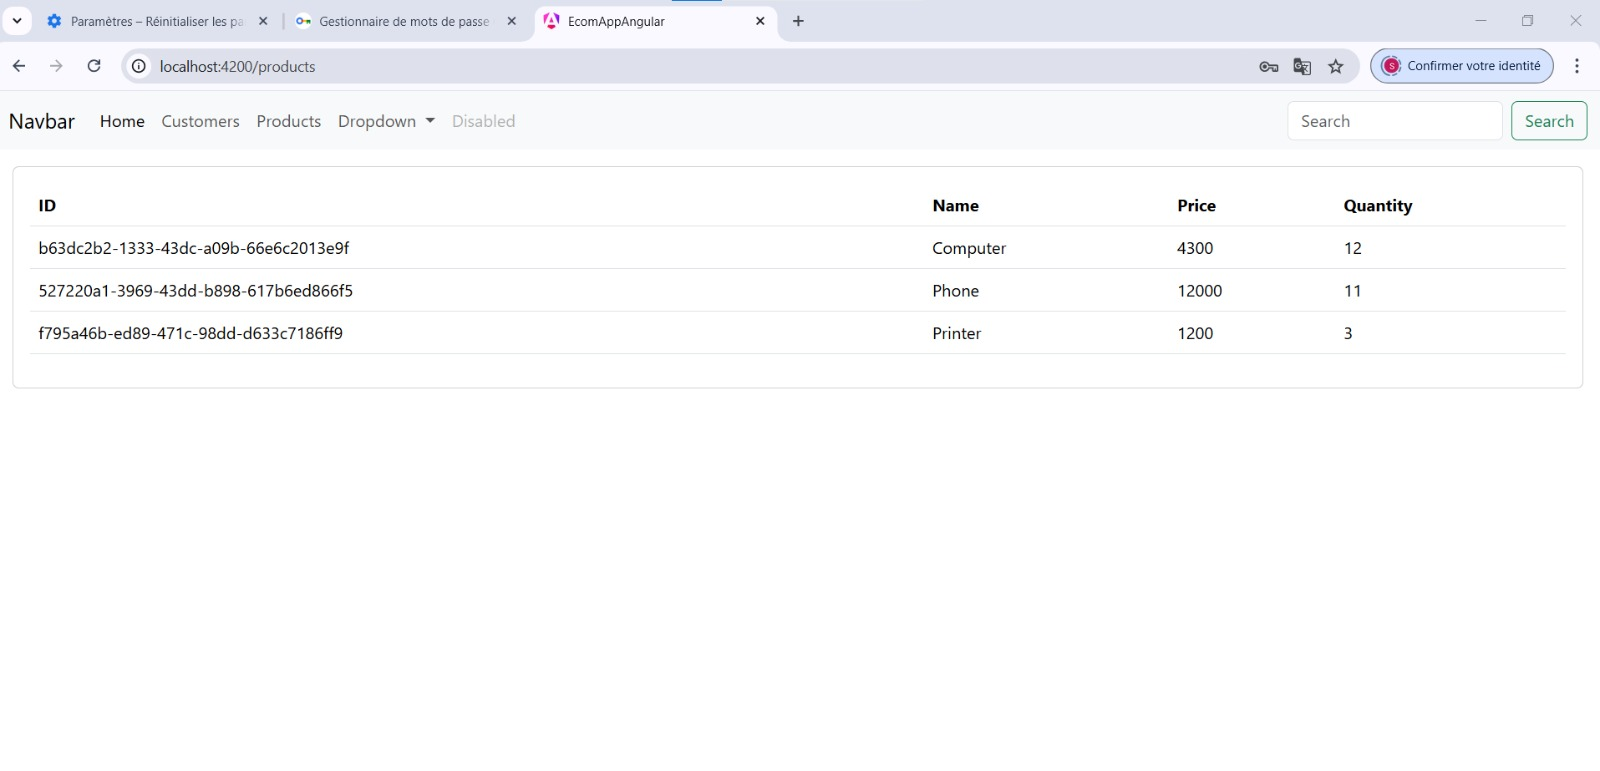 Paramètres – Réinitialiser les pa
Gestionnaire de mots de passe
EcomAppAngular
localhost:4200/products
S
Confirmer votre identité
Navbar Home Customers Products Dropdown Disabled Search Search
ID Name Price Quantity
b63dc2b2-1333-43dc-a09b-66e6c2013e9f Computer 4300 12
527220a1-3969-43dd-b898-617b6ed866f5 Phone 12000 11
f795a46b-ed89-471c-98dd-d633c7186ff9 Printer 1200 3